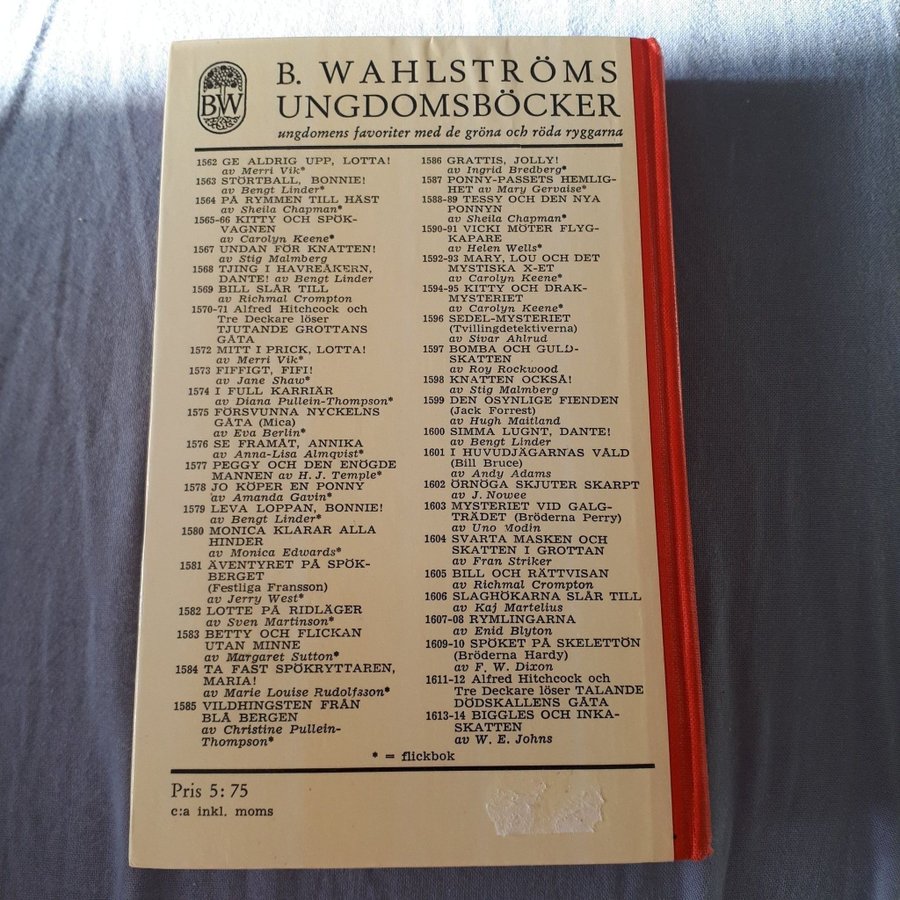 BW
B. WAHLSTRÖMS
UNGDOMSBÖCKER
ungdomens favoriter med de gröna och röda ryggarna
1562 GE ALDRIG UPP, LOTTA!
av Merri Vik*
1563 STÖRTBALL, BONNIE!
av Bengt Linder*
1564 PÅ RYMMEN TILL HÄST
av Sheila Chapman*
1565-66 KITTY OCH SPÖK-
VAGNEN
av Carolyn Keene*
1567 UNDAN FÖR KNATTEN!
av Stig Malmberg
1568 TJING I HAVREÅKERN,
DANTE! av Bengt Linder
1569 BILL SLÅR TILL
av Richmal Crompton
1570-71 Alfred Hitchcock och
Tre Deckare löser
TJUTANDE GROTTANS
GÅTA
1572 MITT I PRICK, LOTTA!
av Merri Vik*
1573 FIFFIGT, FIFI!
av Jane Shaw*
1574 I FULL KARRIÄR
av Diana Pullein-Thompson*
1575 FÖRSVUNNA NYCKELNS
GÅTA (Mica)
av Eva Berlin*
1576 SE FRAMÅT, ANNIKA
av Anna-Lisa Almqvist*
1577 PEGGY OCH DEN ENÖGDE
MANNEN av H. J. Temple*
1578 JO KÖPER EN PONNY
av Amanda Gavin*
1579 LEVA LOPPAN, BONNIE!
av Bengt Linder*
1580 MONICA KLARAR ALLA
HINDER
av Monica Edwards*
1581 ÄVENTYRET PÅ SPÖK-
BERGET
(Festliga Fransson)
av Jerry West*
1582 LOTTE PÅ RIDLÄGER
av Sven Martinson*
1583 BETTY OCH FLICKAN
UTAN MINNE
av Margaret Sutton*
1584 TA FAST SPÖKRYTTAREN,
MARIA!
av Marie Louise Rudolfsson*
1585 VILDHINGSTEN FRÅN
BLÅ BERGEN
av Christine Pullein-
Thompson*
1586 GRATTIS, JOLLY!
av Ingrid Bredberg*
1587 PONNY-PASSETS HEMLIG-
HET av Mary Gervaise*
1588-89 TESSY OCH DEN NYA
PONNYN
av Sheila Chapman*
1590-91 VICKI MÖTER FLYG-
KAPARE
av Helen Wells*
1592-93 MARY, LOU OCH DET
MYSTISKA X-ET
av Carolyn Keene*
1594-95 KITTY OCH DRAK-
MYSTERIET
av Carolyn Keene*
1596 SEDEL-MYSTERIET
(Tvillingdetektiverna)
av Sivar Ahlrud
1597 BOMBA OCH GULD-
SKATTEN
av Roy Rockwood
1598 KNATTEN OCKSÅ!
av Stig Malmberg
1599 DEN OSYNLIGE FIENDEN
(Jack Forrest)
av Hugh Maitland
1600 SIMMA LUGNT, DANTE!
av Bengt Linder
1601 I HUVUDJÄGARNAS VÅLD
(Bill Bruce)
av Andy Adams
1602 ÖRNÖGA SKJUTER SKARPT
av J. Nowee
1603 MYSTERIET VID GALG-
TRÄDET (Bröderna Perry)
av Uno Modin
1604 SVARTA MASKEN OCH
SKATTEN I GROTTAN
av Fran Striker
1605 BILL OCH RÄTTVISAN
av Richmal Crompton
1606 SLAGHÖKARNA SLÅR TILL
av Kaj Martelius
1607-08 RYMLINGARNA
av Enid Blyton
1609-10 SPÖKET PÅ SKELETTÖN
(Bröderna Hardy)
av F. W. Dixon
1611-12 Alfred Hitchcock och
Tre Deckare löser TALANDE
DÖDSKALLENS GÅTA
1613-14 BIGGLES OCH INKA-
SKATTEN
av W. E. Johns
* = flickbok
Pris 5: 75
c:a inkl. moms